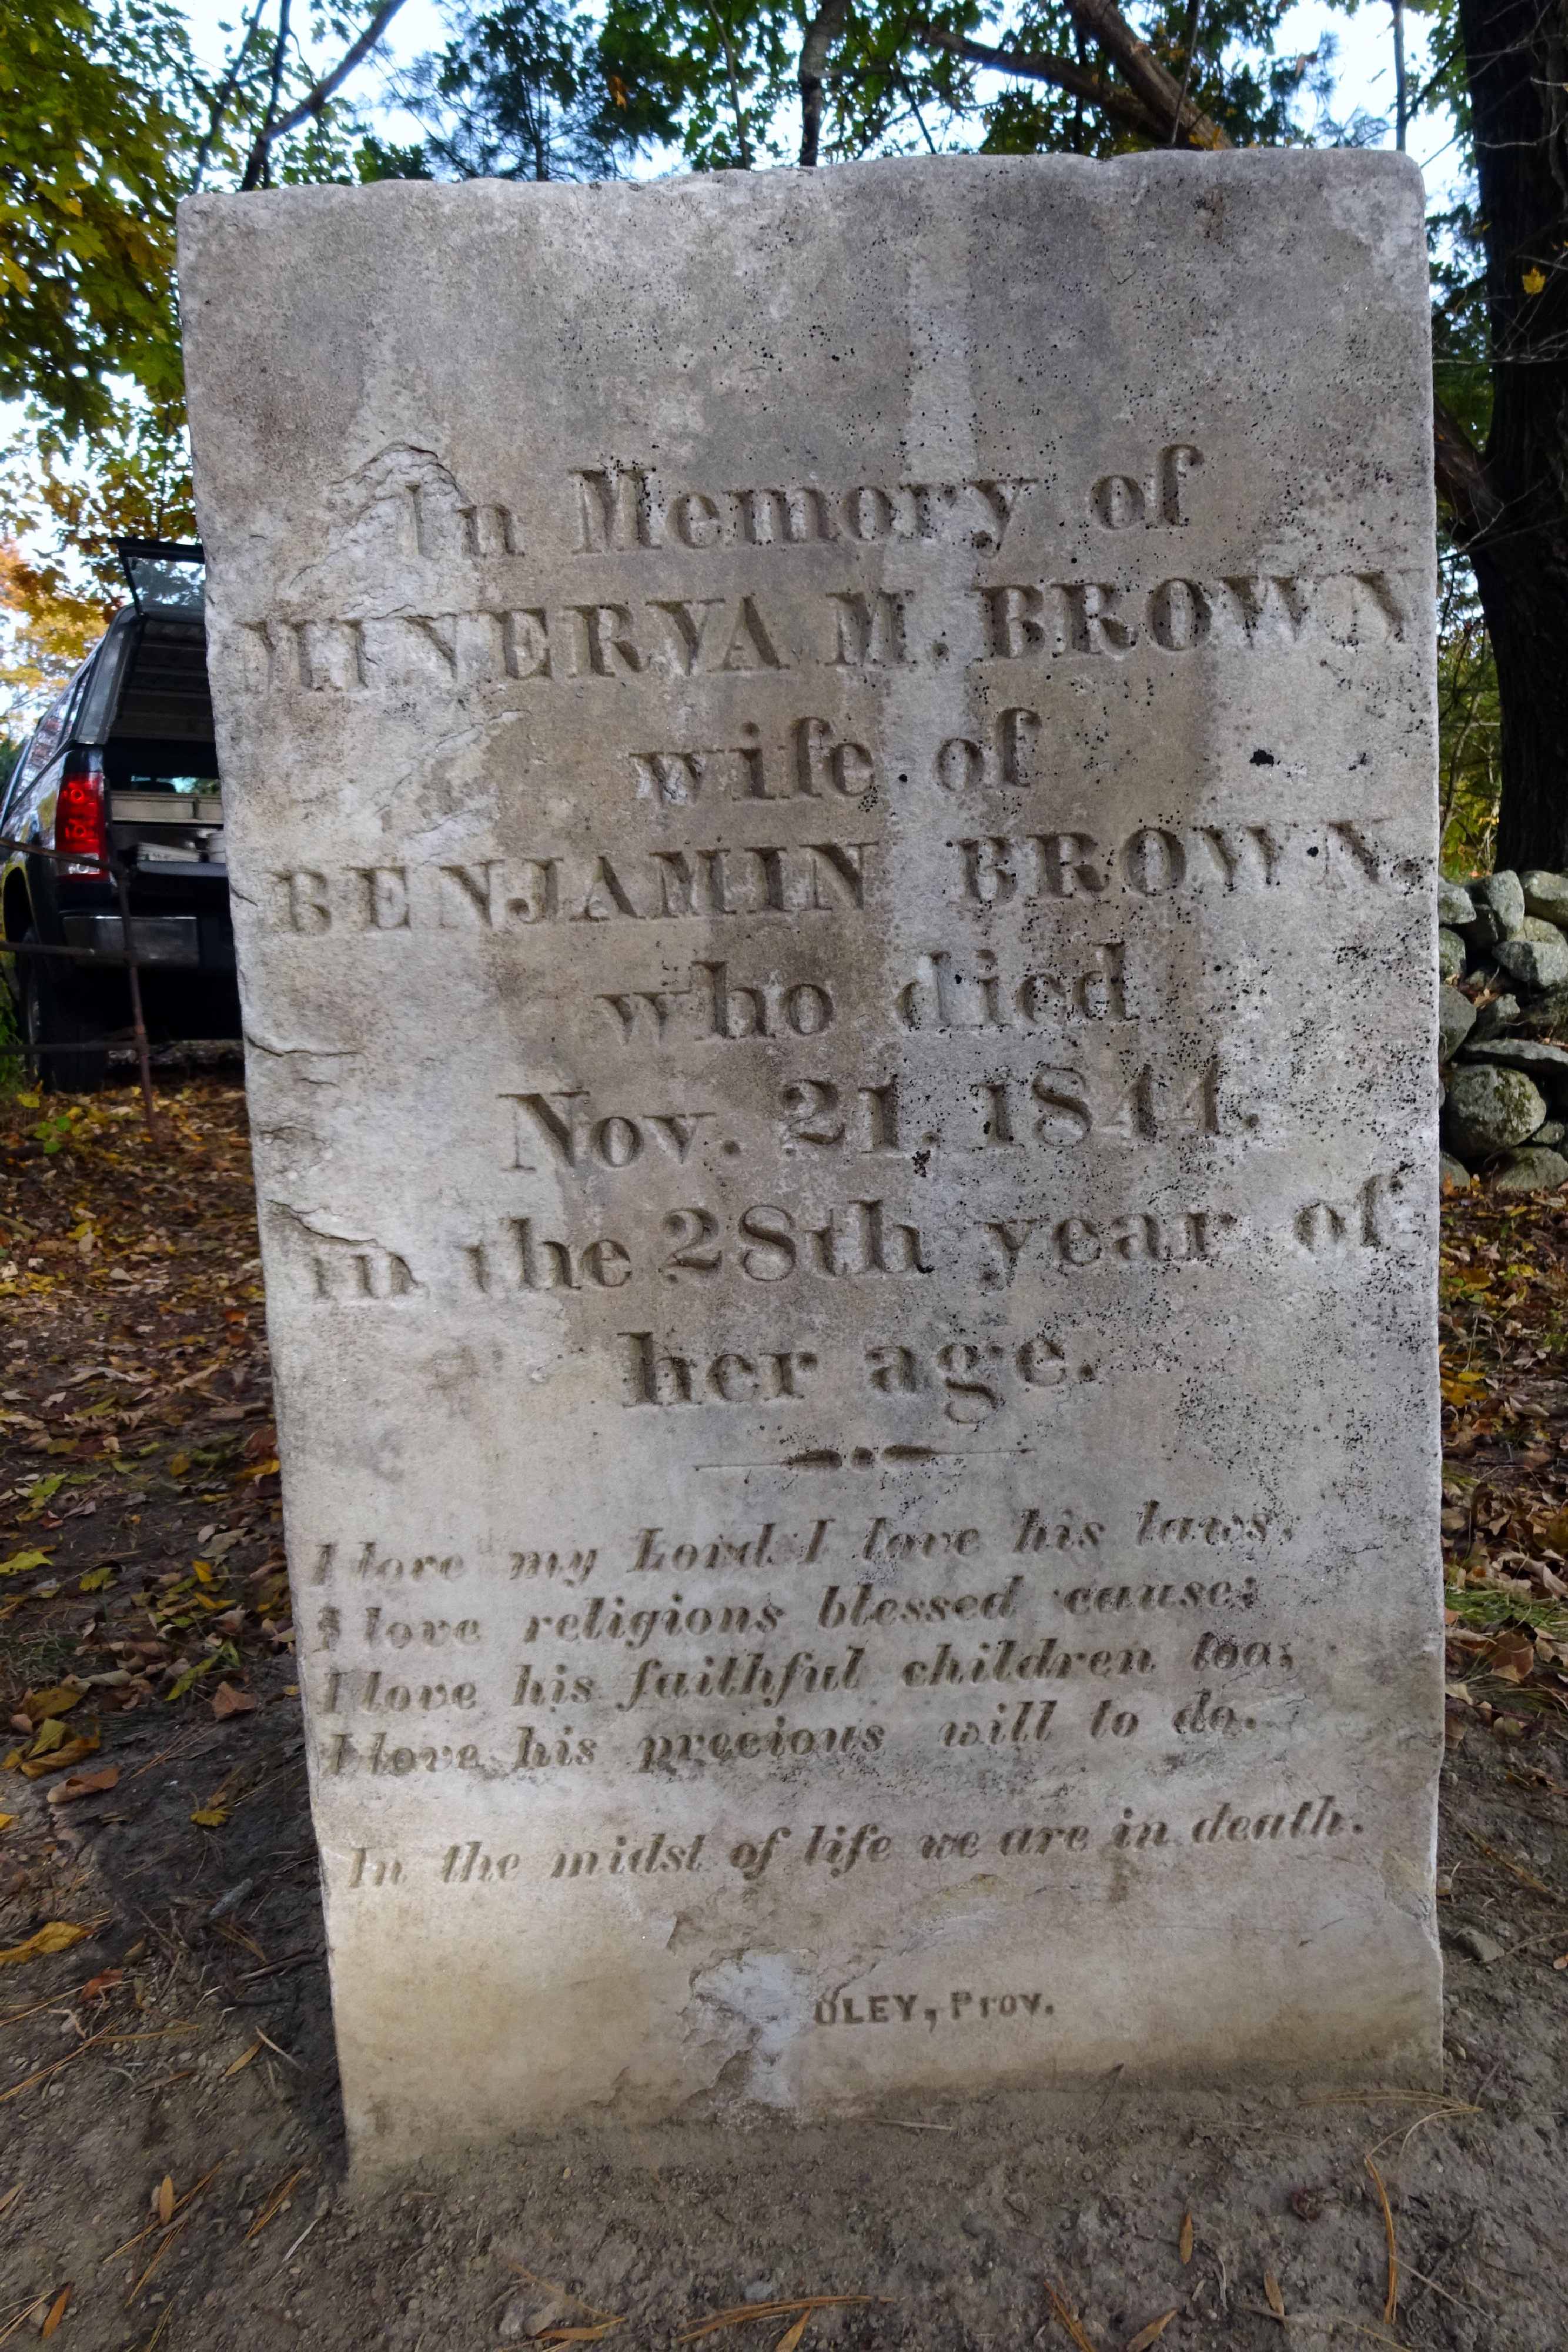 In Memory of
MINERVA M. BROWN
wife of
BENJAMIN BROWN.
who died
Nov. 21, 1844.
in the 28th year of
her age.
I love my Lord, I love his laws,
I love religions blessed cause;
I love his faithful children too;
I love his precious will to do.
In the midst of life we are in death.
Prov.